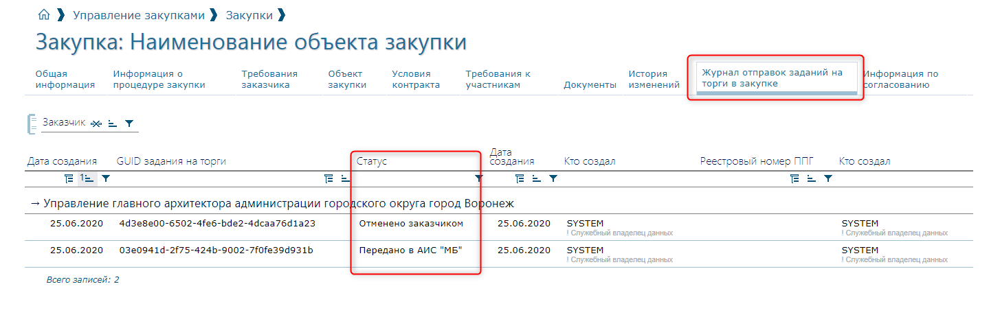 Управление закупками Закупки
Закупка: Наименование объекта закупки
Общая информация
Информация о процедуре закупки
Требования заказчика
Объект закупки
Условия контракта
Требования к участникам
Документы
История изменений
Журнал отправок заданий на торги в закупке
Информация по согласованию
Заказчик
Дата создания GUID задания на торги Статус Дата создания Кто создал Реестровый номер ППГ Кто создал
1
→ Управление главного архитектора администрации городского округа город Воронеж
25.06.2020 4d3e8e00-6502-4fe6-bde2-4dcaa76d1a23 Отменено заказчиком 25.06.2020 SYSTEM SYSTEM
! Служебный владелец данных ! Служебный владелец данных
25.06.2020 03e0941d-2f75-424b-9002-7f0fe39d931b Передано в АИС "МБ" 25.06.2020 SYSTEM SYSTEM
! Служебный владелец данных ! Служебный владелец данных
Всего записей: 2